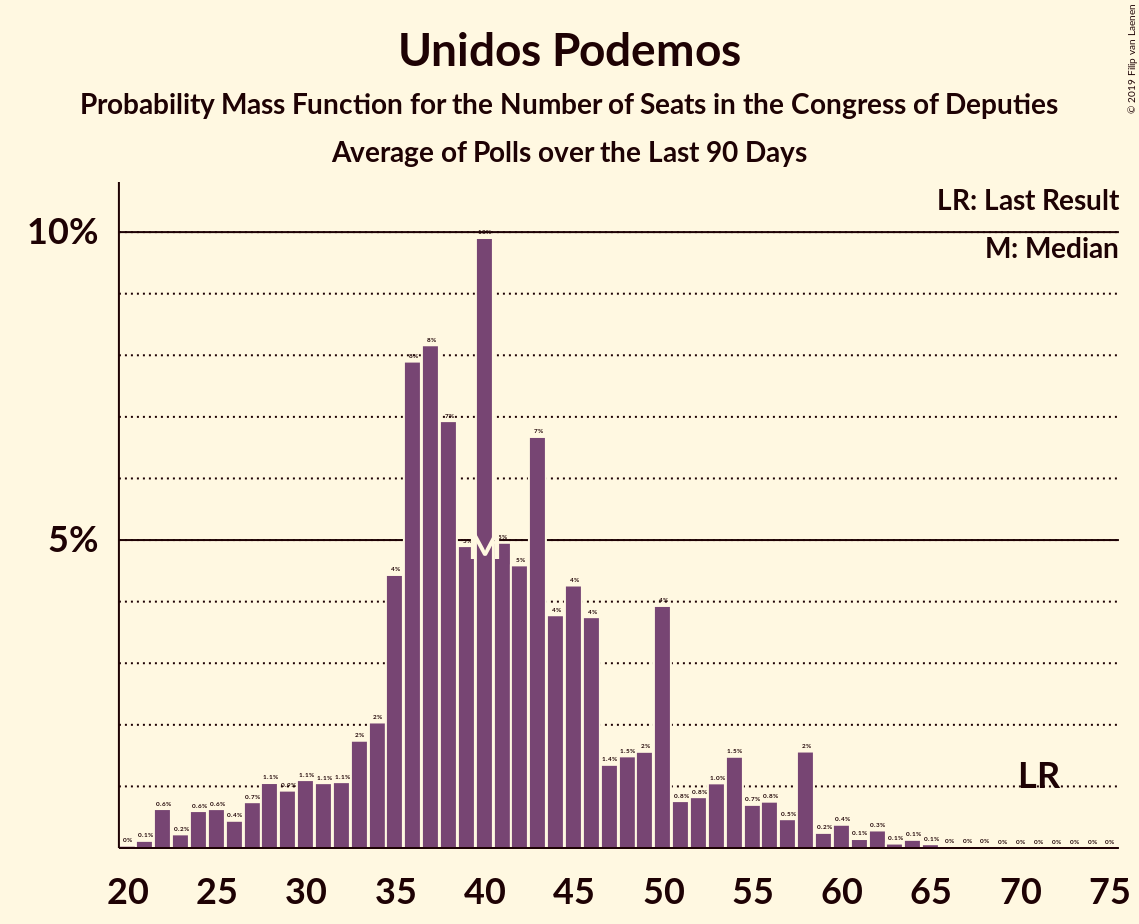 Unidos Podemos
Probability Mass Function for the Number of Seats in the Congress of Deputies
Average of Polls over the Last 90 Days
© 2019 Filip van Laenen
LR: Last Result
M: Median
10%
5%
0% 0.1% 0.6% 0.2% 0.6% 0.6% 0.4% 0.7% 1.1% 0.9% 1.1% 1.1% 1.1% 2% 2% 4% 8% 8% 7% 5% 10% 5% 5% 7% 4% 4% 4% 1.4% 1.5% 2% 4% 0.8% 0.8% 1.0% 1.5% 0.7% 0.8% 0.5% 2% 0.2% 0.4% 0.1% 0.3% 0.1% 0.1% 0.1% 0% 0% 0% 0% 0% 0% 0% 0% 0% 0%
M
LR
20 25 30 35 40 45 50 55 60 65 70 75